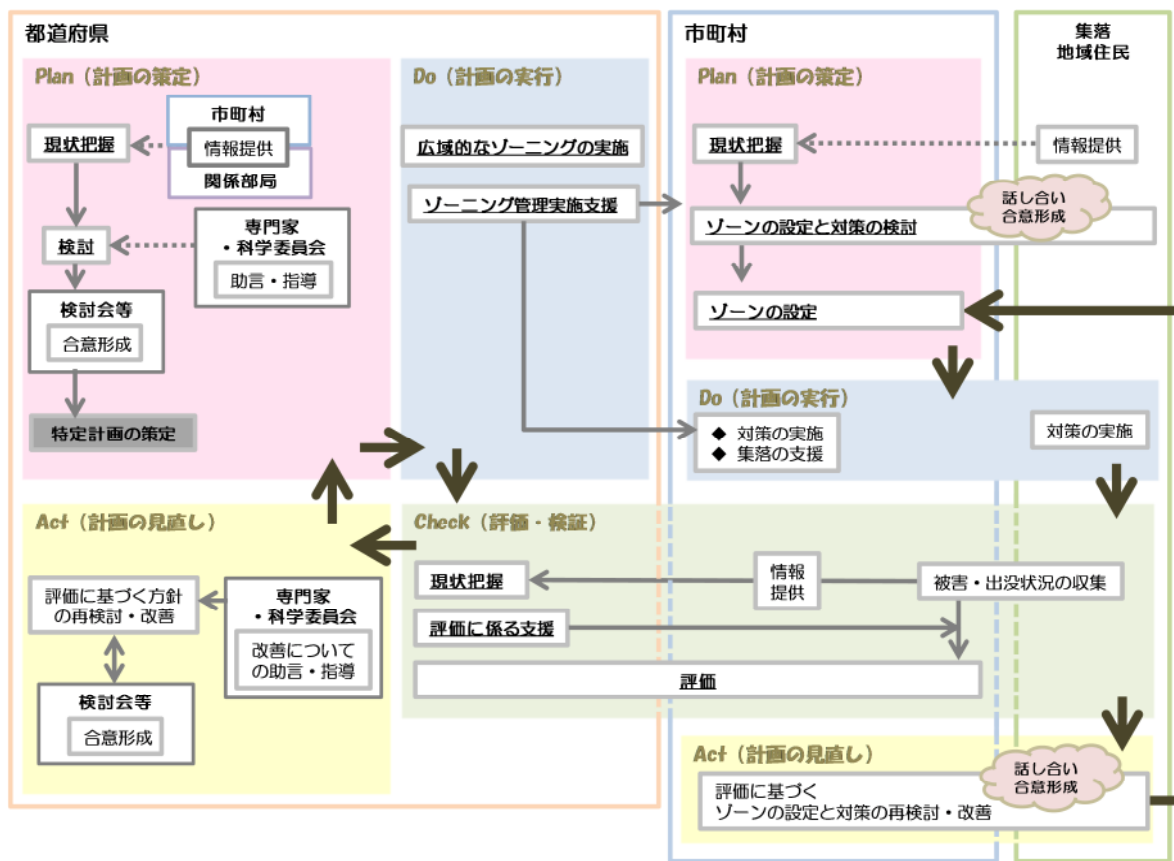 都道府県
Plan（計画の策定）
市町村
現状把握
情報提供
関係部局
検討
専門家
・科学委員会
助言・指導
検討会等
合意形成
特定計画の策定
Do（計画の実行）
広域的なゾーニングの実施
ゾーニング管理実施支援
市町村
Plan（計画の策定）
現状把握
ゾーンの設定と対策の検討
ゾーンの設定
集落
地域住民
情報提供
話し合い
合意形成
Do（計画の実行）
◆ 対策の実施
◆ 集落の支援
対策の実施
Act（計画の見直し）
評価に基づく方針
の再検討・改善
専門家
・科学委員会
改善について
の助言・指導
検討会等
合意形成
Check（評価・検証）
現状把握
情報
提供
被害・出没状況の収集
評価に係る支援
評価
Act（計画の見直し）
話し合い
合意形成
評価に基づく
ゾーンの設定と対策の再検討・改善